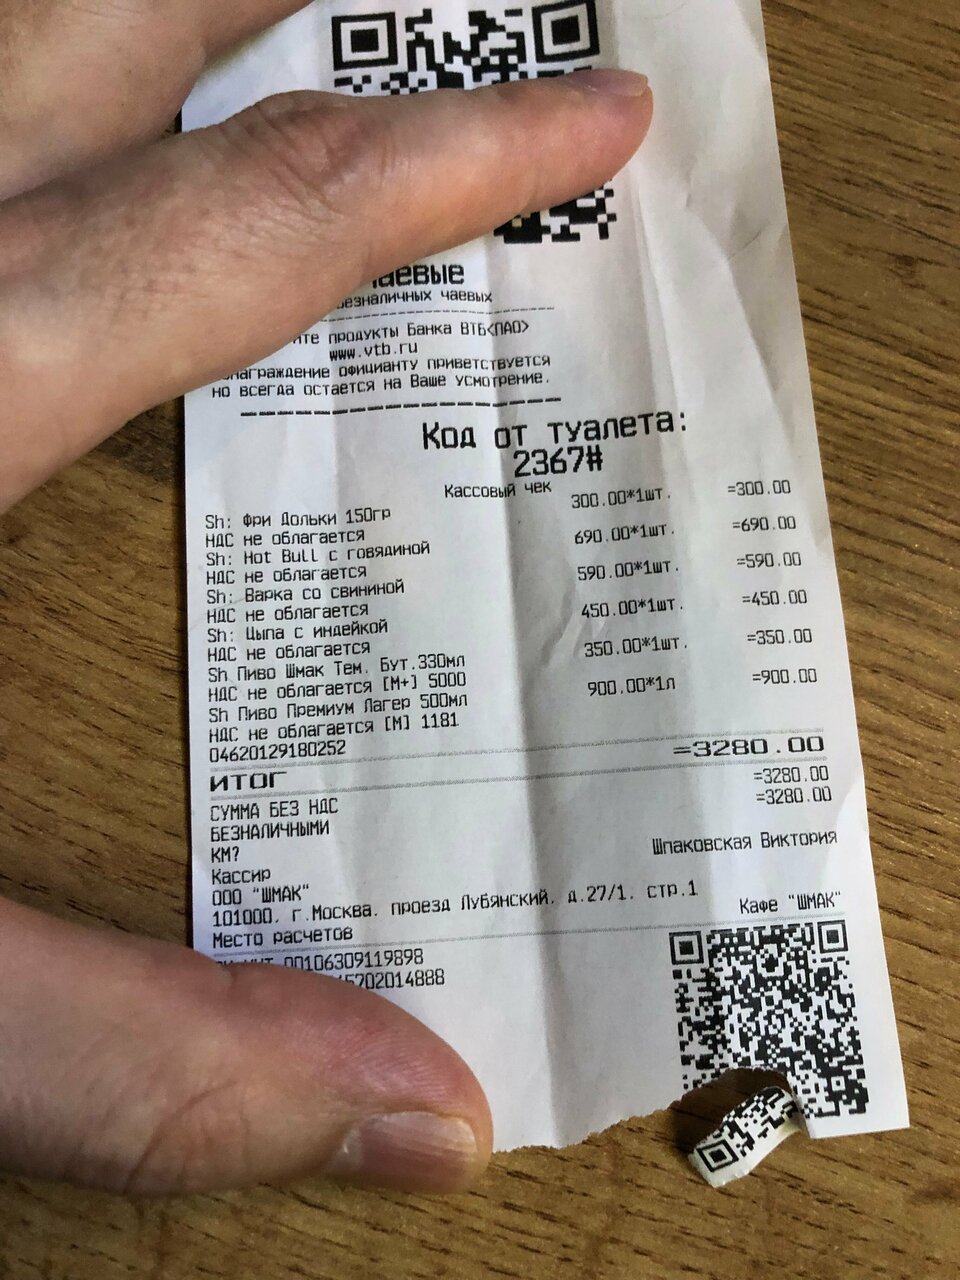 чаевые
безналичных чаевых
продукты Банка ВТБ<ПАО>
www.vtb.ru
официанту приветствуется
но всегда остается на Ваше усмотрение.
Код от туалета:
2367#
Кассовый чек
Sh: Фри Дольки 150гр 300.00*1шт. =300.00
НДС не облагается
Sh: Hot Bull с говядиной 690.00*1шт. =690.00
НДС не облагается
Sh: Варка со свининой 590.00*1шт. =590.00
НДС не облагается
Sh: Цыпа с индейкой 450.00*1шт. =450.00
НДС не облагается
Sh Пиво Шмак Тем. Бут.330мл 350.00*1шт. =350.00
НДС не облагается [М+] 5000
Sh Пиво Премиум Лагер 500мл 900.00*1л =900.00
НДС не облагается [М] 1181
04620129180252
ИТОГ =3280.00
СУММА БЕЗ НДС =3280.00
БЕЗНАЛИЧНЫМИ =3280.00
КМ?
Кассир Шпаковская Виктория
ООО "ШМАК"
101000, г.Москва, проезд Лубянский, д.27/1, стр.1
Место расчетов Кафе "ШМАК"
00106309119898
5702014888